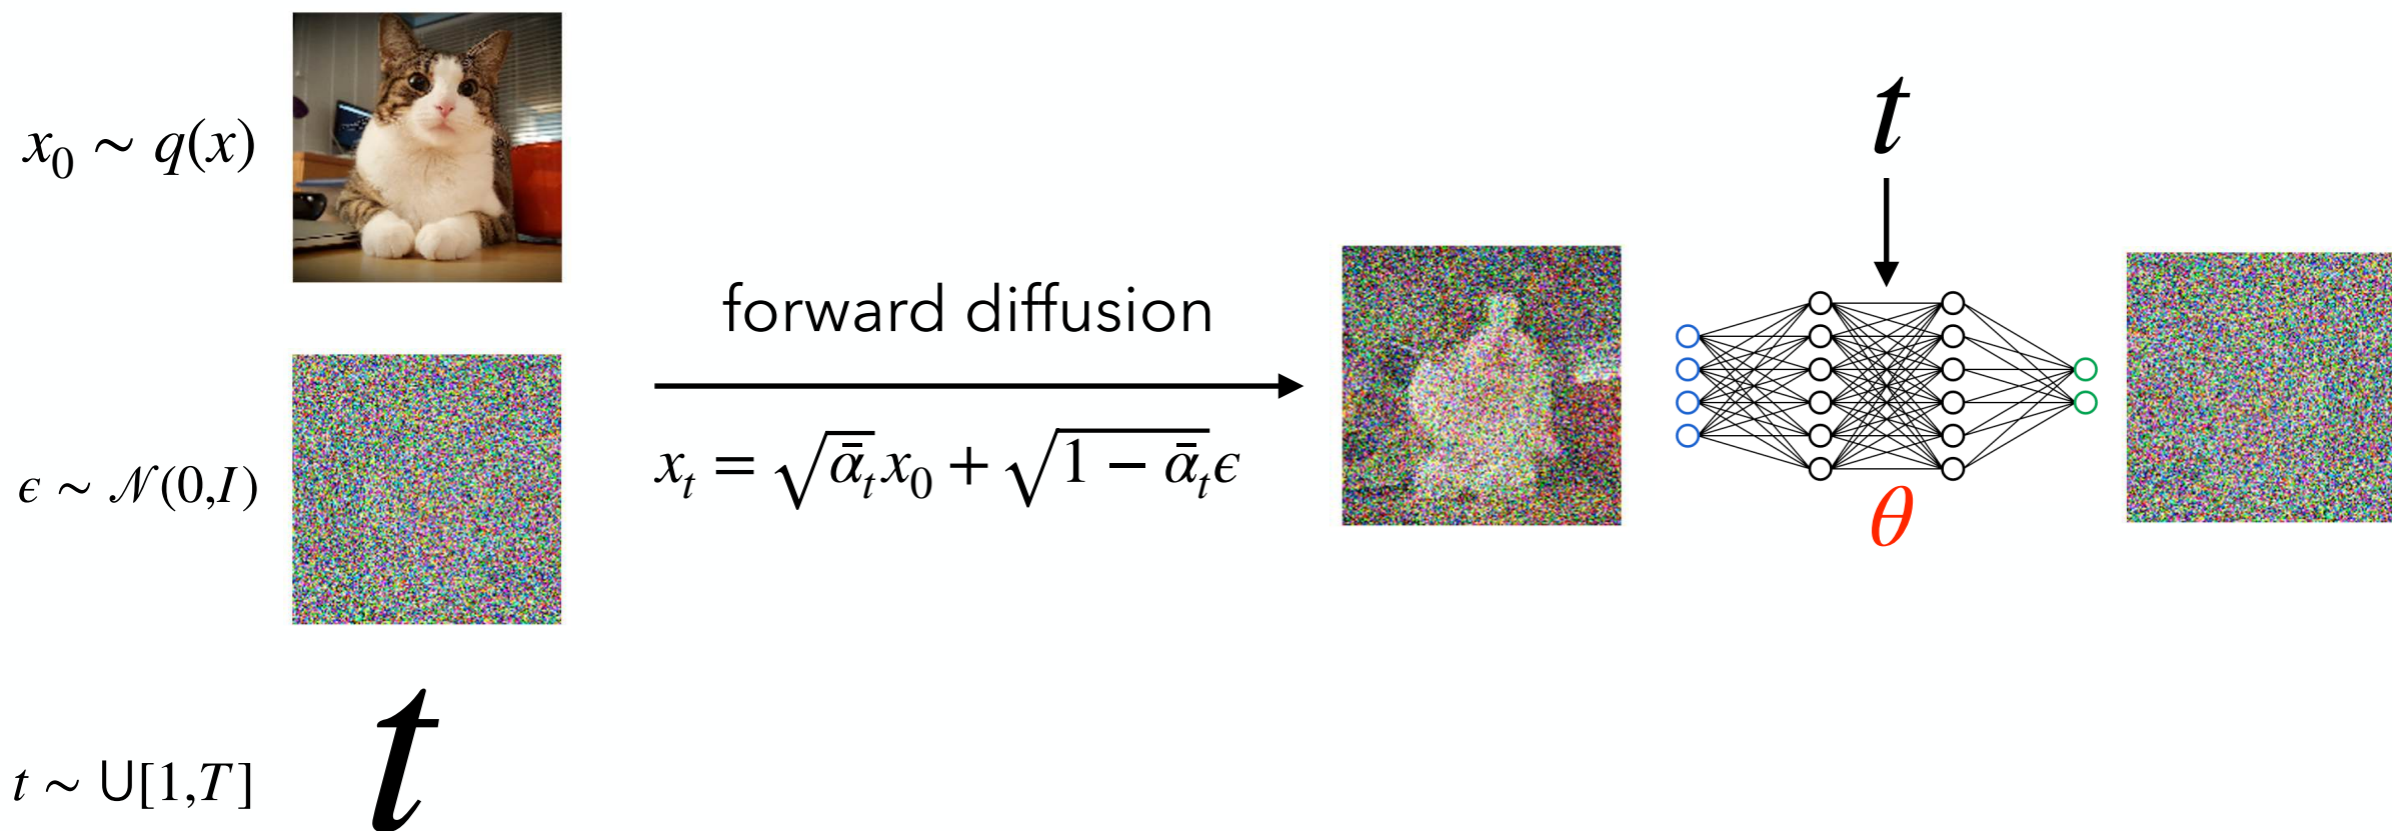 x₀ ∼ q(x)
ϵ ∼ 𝒩(0,I)
t ∼ U[1,T]
t
forward diffusion
xₜ = √ᾱₜ x₀ + √1 − ᾱₜ ϵ
t
θ